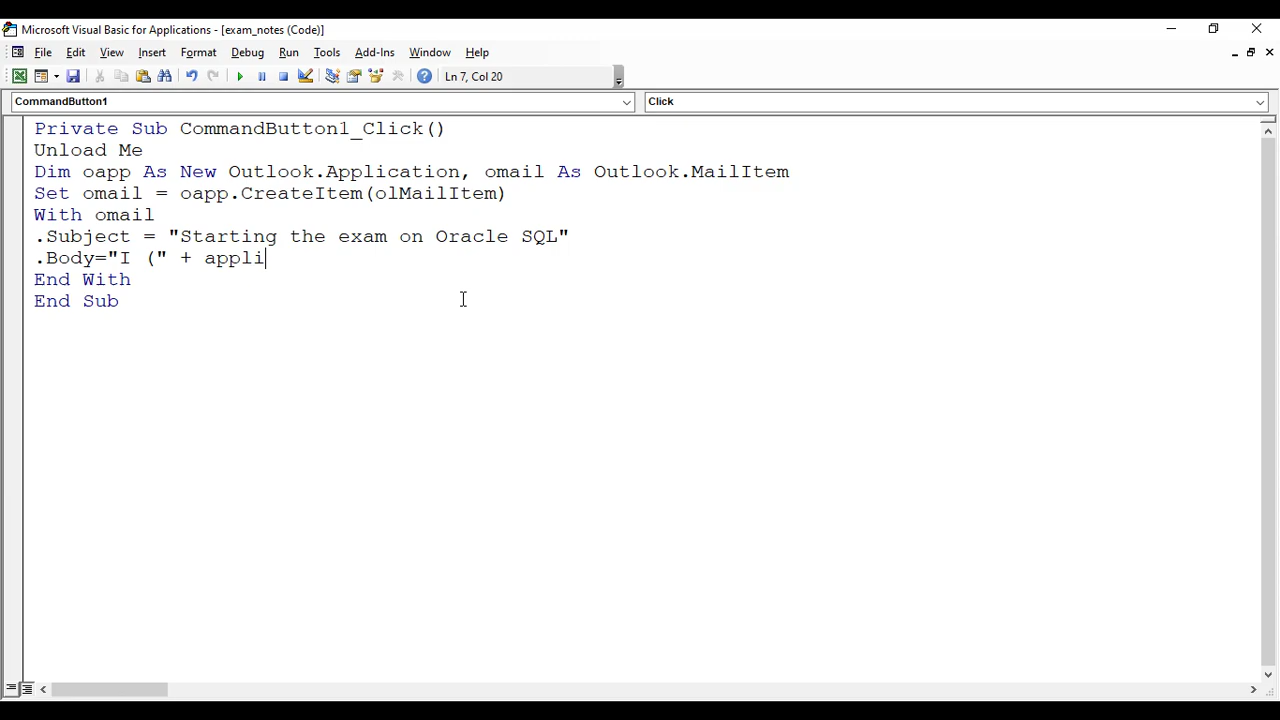 Microsoft Visual Basic for Applications - [exam_notes (Code)]
File Edit View Insert Format Debug Run Tools Add-Ins Window Help
Ln 7, Col 20
CommandButton1 Click
Private Sub CommandButton1_Click()
Unload Me
Dim oapp As New Outlook.Application, omail As Outlook.MailItem
Set omail = oapp.CreateItem(olMailItem)
With omail
.Subject = "Starting the exam on Oracle SQL"
.Body="I (" + appli
End With
End Sub